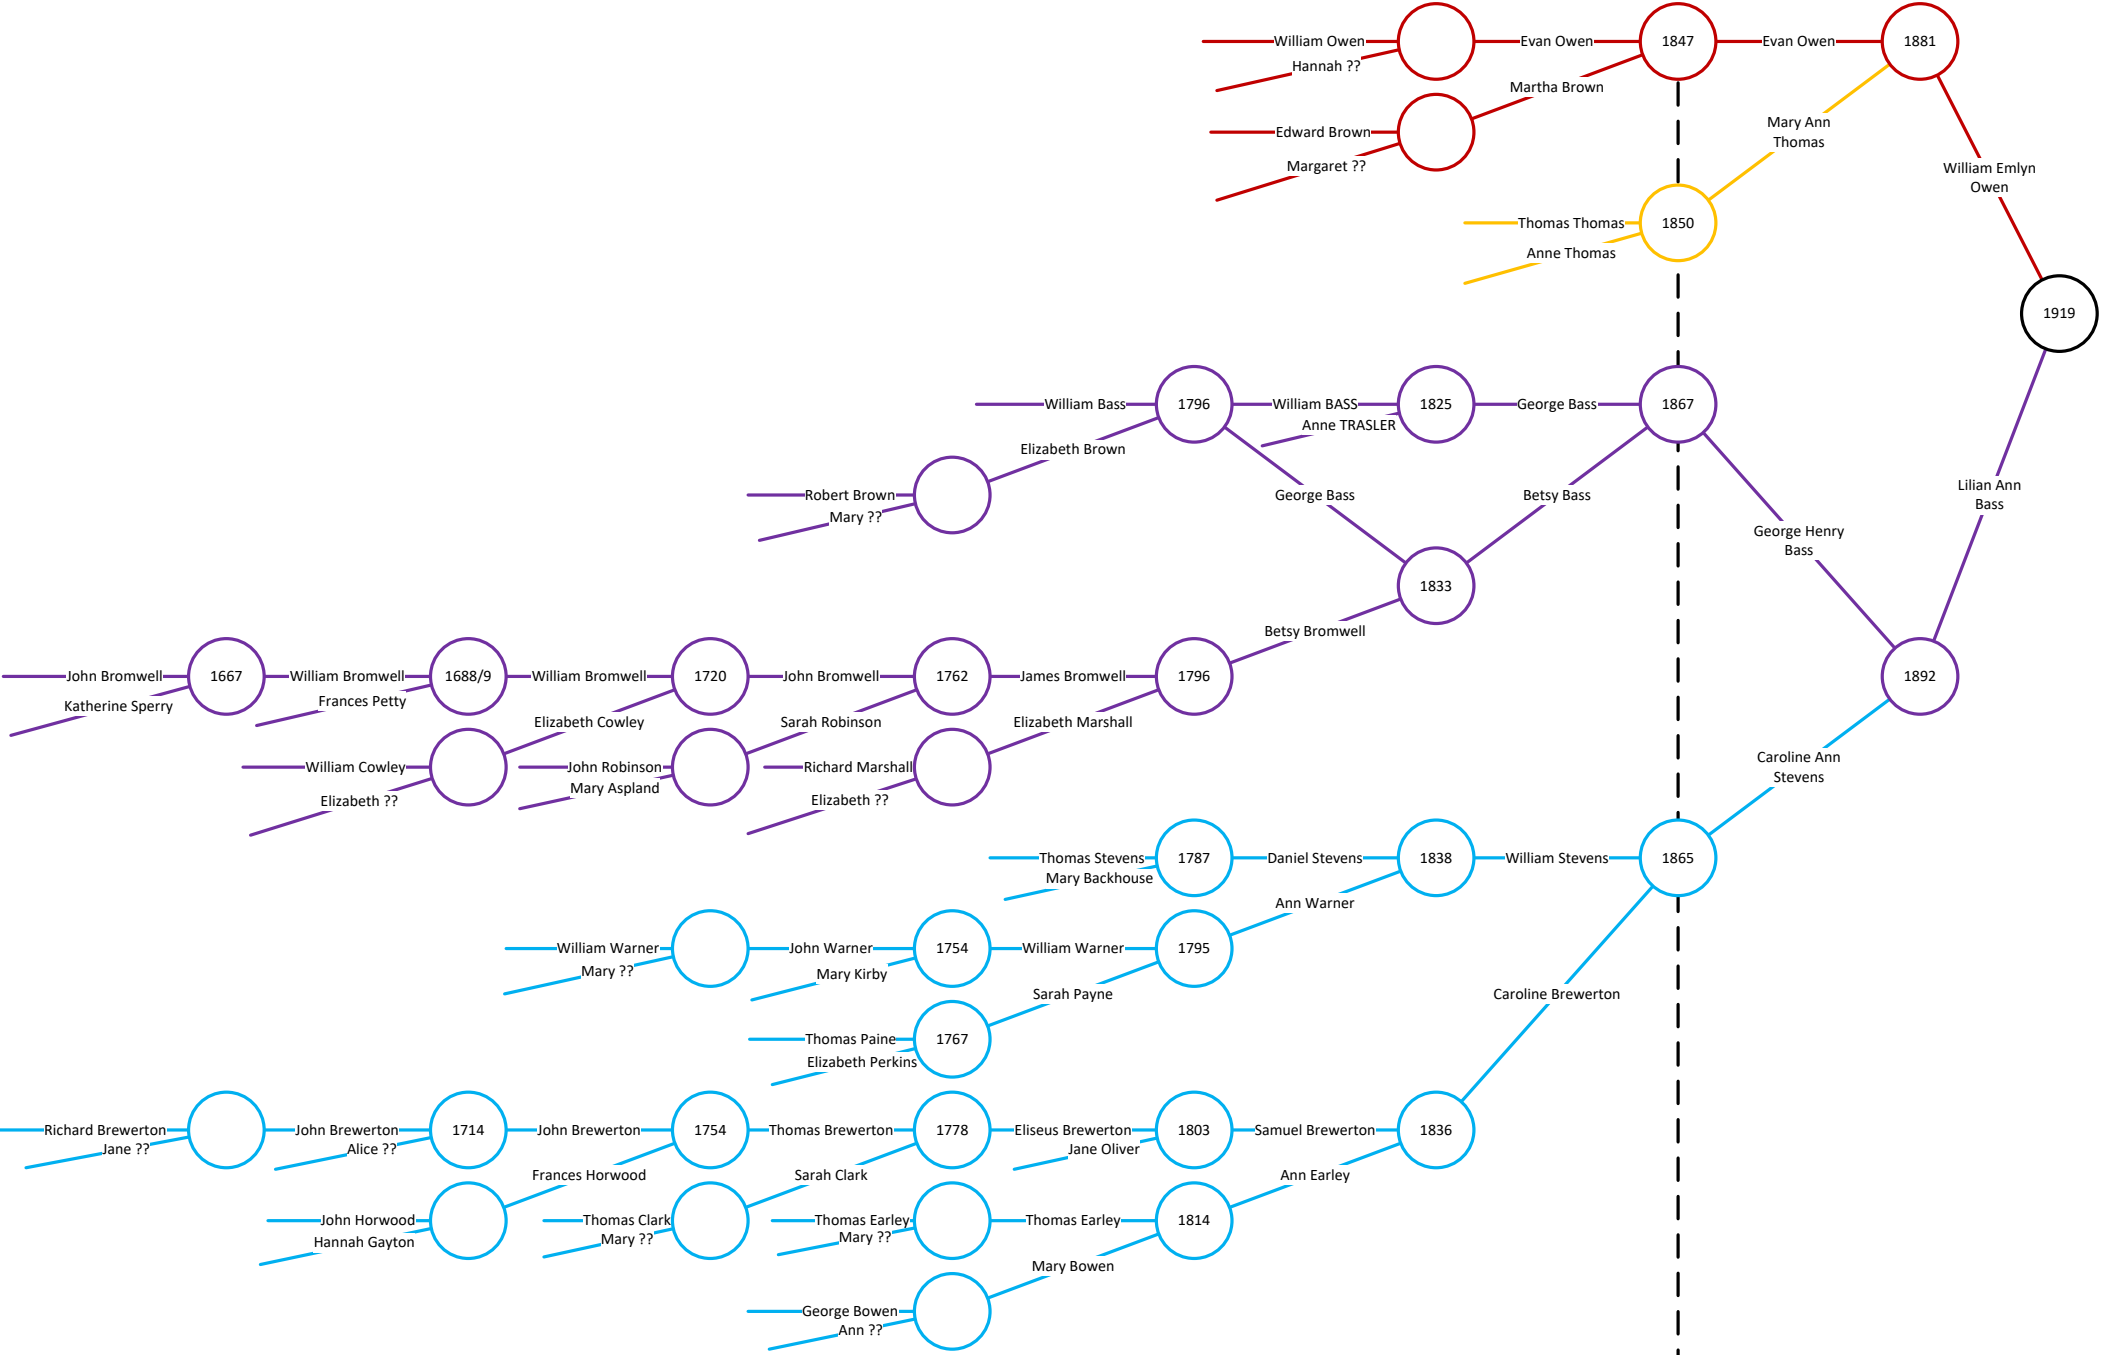 William Owen
Evan Owen
1847
Evan Owen
1881
Hannah ??
Martha Brown
Edward Brown
Mary Ann
Thomas
Margaret ??
William Emlyn
Owen
Thomas Thomas
1850
Anne Thomas
1919
William Bass
1796
William BASS
1825
George Bass
1867
Anne TRASLER
Elizabeth Brown
Robert Brown
George Bass
Betsy Bass
Lilian Ann
Bass
Mary ??
George Henry
Bass
1833
Betsy Bromwell
John Bromwell
1667
William Bromwell
1688/9
William Bromwell
1720
John Bromwell
1762
James Bromwell
1796
1892
Katherine Sperry
Frances Petty
Elizabeth Cowley
Sarah Robinson
Elizabeth Marshall
William Cowley
John Robinson
Richard Marshall
Caroline Ann
Stevens
Mary Aspland
Elizabeth ??
Elizabeth ??
Thomas Stevens
1787
Daniel Stevens
1838
William Stevens
1865
Mary Backhouse
Ann Warner
William Warner
John Warner
1754
William Warner
1795
Mary ??
Mary Kirby
Sarah Payne
Caroline Brewerton
Thomas Paine
1767
Elizabeth Perkins
Richard Brewerton
John Brewerton
1714
John Brewerton
1754
Thomas Brewerton
1778
Eliseus Brewerton
1803
Samuel Brewerton
1836
Jane ??
Alice ??
Jane Oliver
Frances Horwood
Sarah Clark
Ann Earley
John Horwood
Thomas Clark
Thomas Earley
Thomas Earley
1814
Hannah Gayton
Mary ??
Mary ??
Mary Bowen
George Bowen
Ann ??